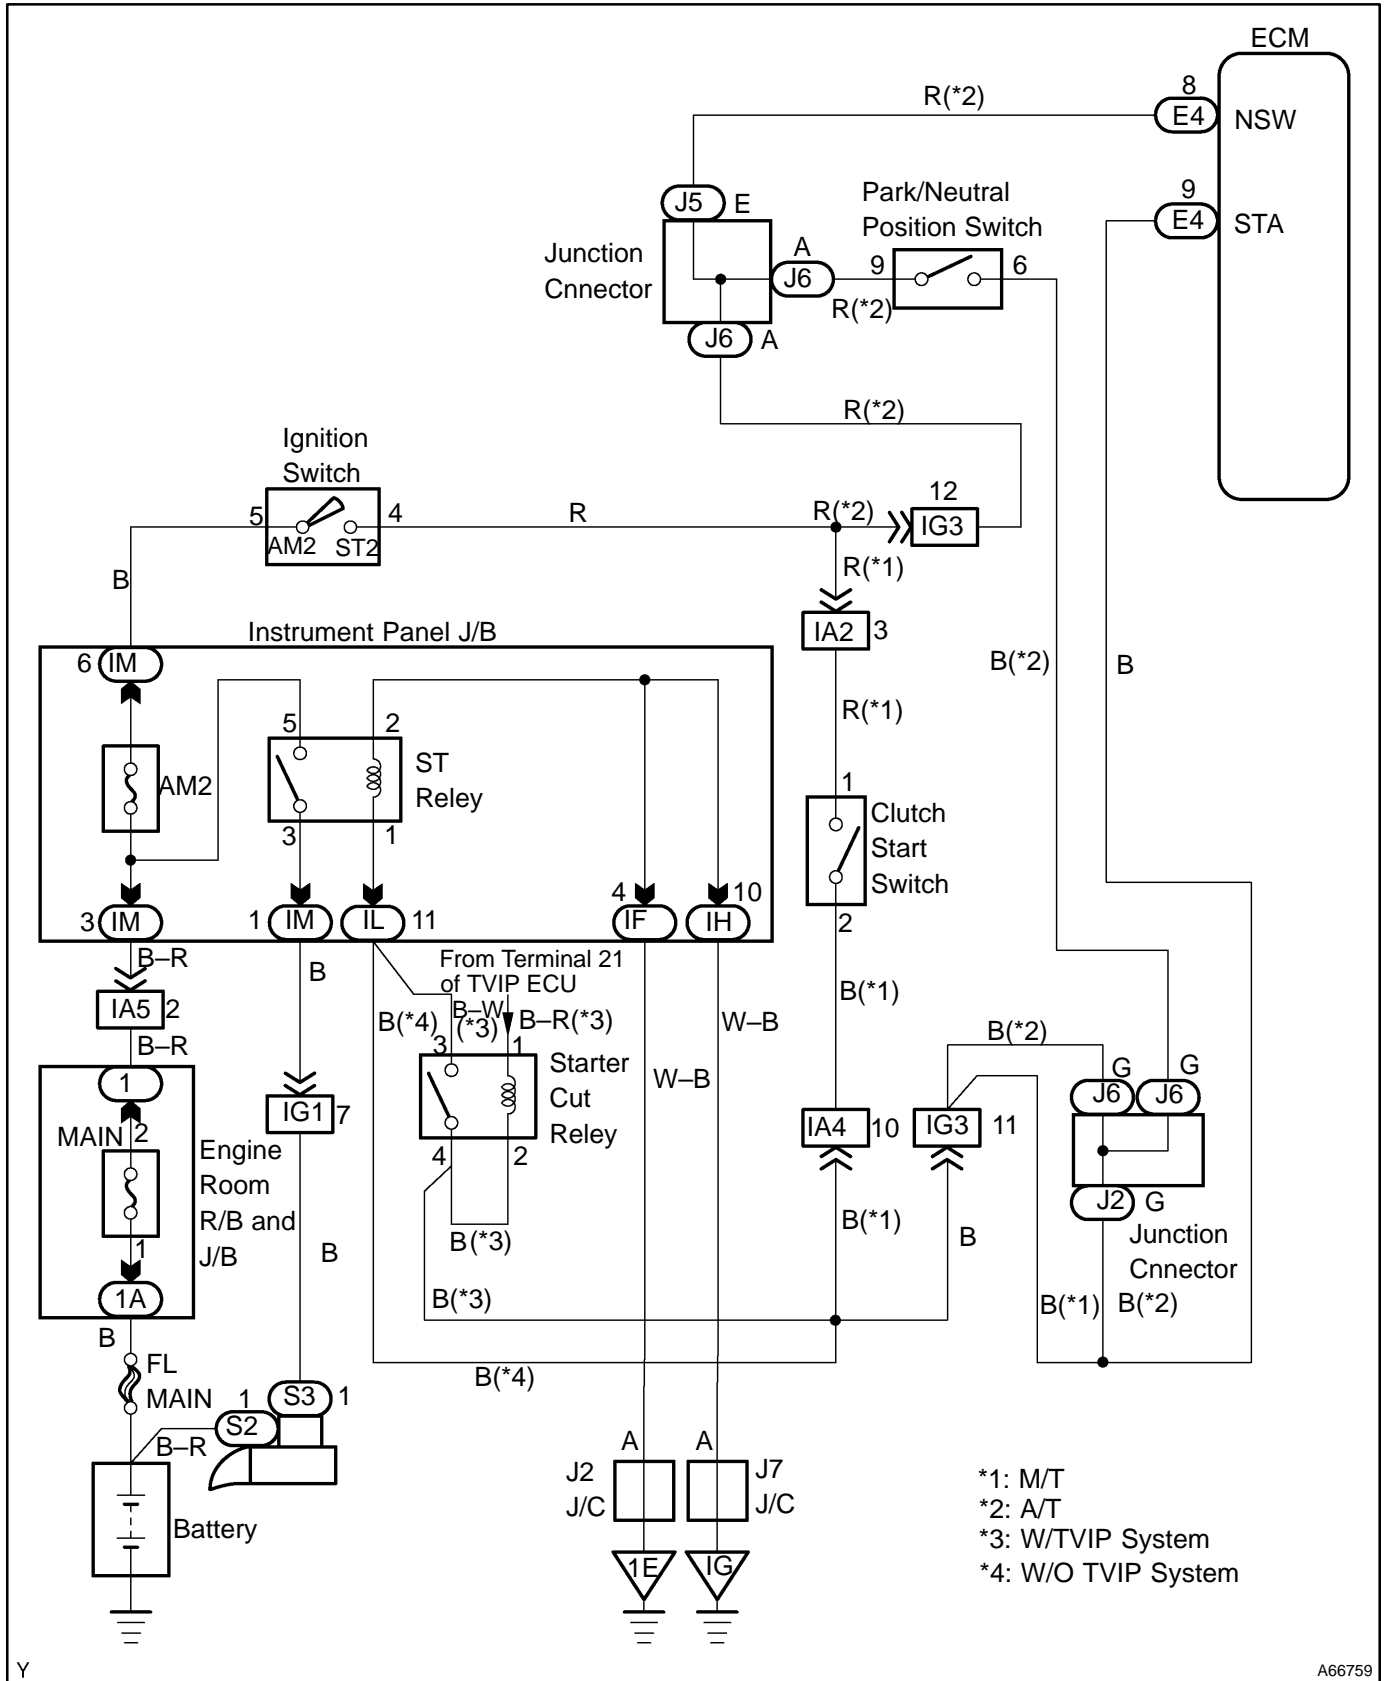 ECM
8
R(*2)
E4
NSW
9
E4
STA
Park/Neutral
Position Switch
J5
E
Junction
Cnnector
A
J6
9
6
R(*2)
J6
A
R(*2)
Ignition
Switch
5
4
AM2
ST2
R
R(*2)
12
IG3
R(*1)
B
IA2
3
Instrument Panel J/B
6
IM
B(*2)
B
R(*1)
5
2
ST
Reley
AM2
3
1
1
Clutch
Start
Switch
2
3
IM
1
IM
IL
11
4
IF
10
IH
B–R
B
From Terminal 21
of TVIP ECU
B–W
(*3)
B–R(*3)
B(*4)
B(*1)
W–B
IA5
2
B–R
3
1
Starter
Cut
Reley
W–B
B(*2)
G
G
J6
J6
1
IG1
7
MAIN
2
Engine
Room
R/B and
J/B
4
2
IA4
10
IG3
11
J2
G
Junction
Cnnector
1
B
B(*3)
B(*1)
B
1A
B(*3)
B(*1)
B(*2)
B
FL
MAIN
B(*4)
1
S3
1
S2
B–R
A
A
J2
J/C
J7
J/C
Battery
1E
IG
*1: M/T
*2: A/T
*3: W/TVIP System
*4: W/O TVIP System
Y
A66759